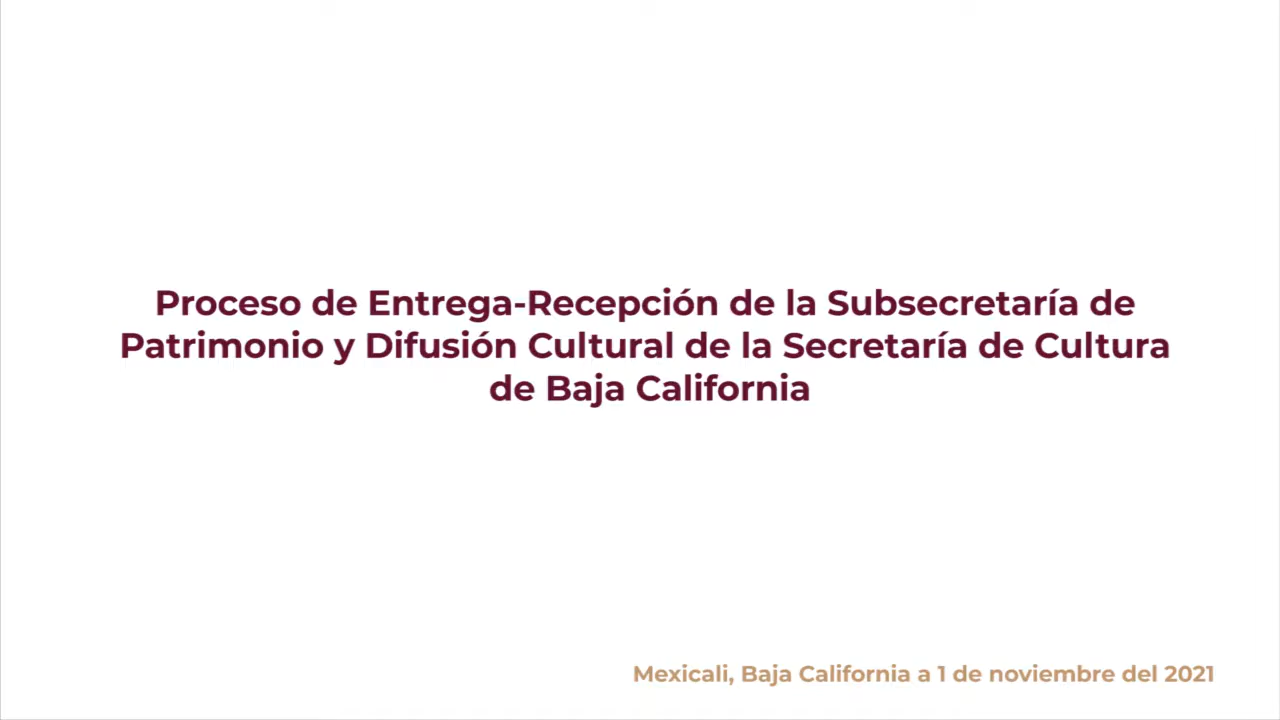 Proceso de Entrega-Recepción de la Subsecretaría de
Patrimonio y Difusión Cultural de la Secretaría de Cultura
de Baja California
Mexicali, Baja California a 1 de noviembre del 2021